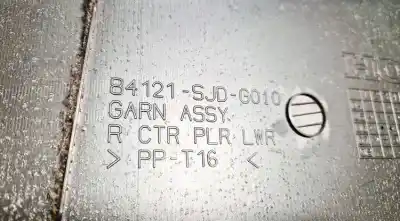 84121-SJD-G010
GARN ASSY.
R CTR PLR LWR
> PP-T16 <